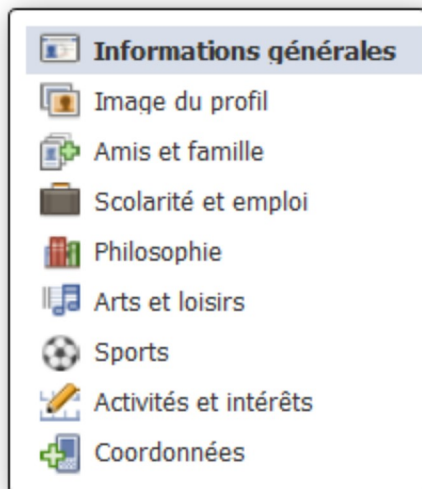 Informations générales
Image du profil
Amis et famille
Scolarité et emploi
Philosophie
Arts et loisirs
Sports
Activités et intérêts
Coordonnées